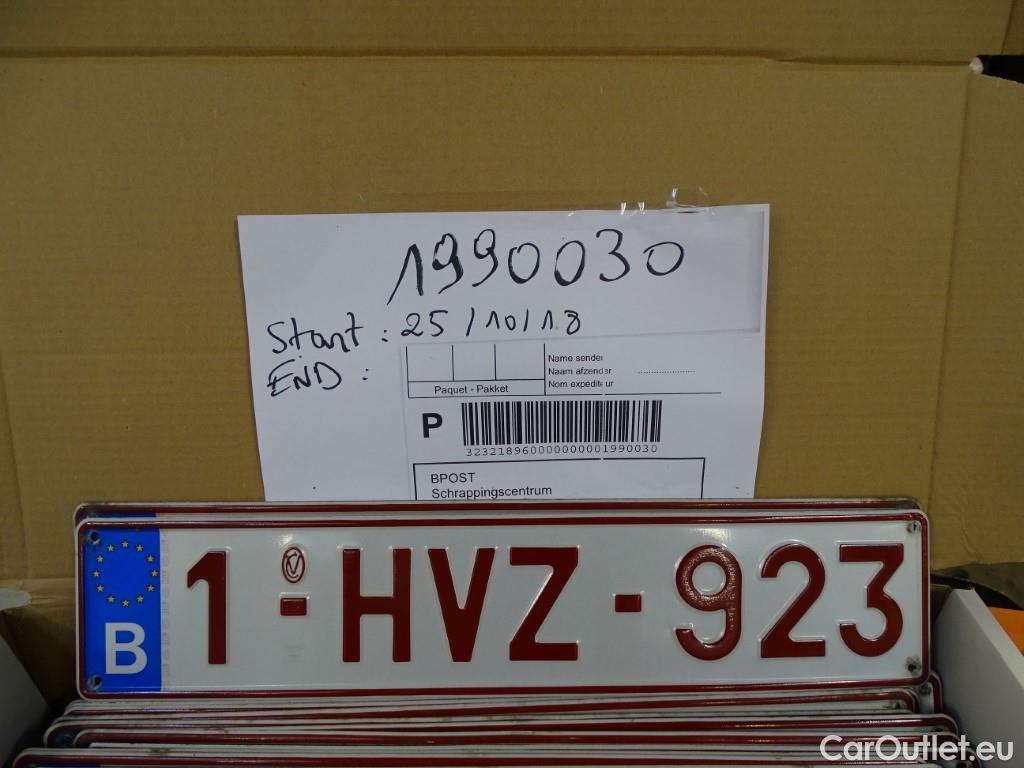 1990030
Start: 25/10/18
END:
Name sender
Naam afzender ....................
Nom expéditeur
Paquet - Pakket
P
3232189600000000001990030
BPOST
Schrappingscentrum
B
1-HVZ-923
CarOutlet.eu